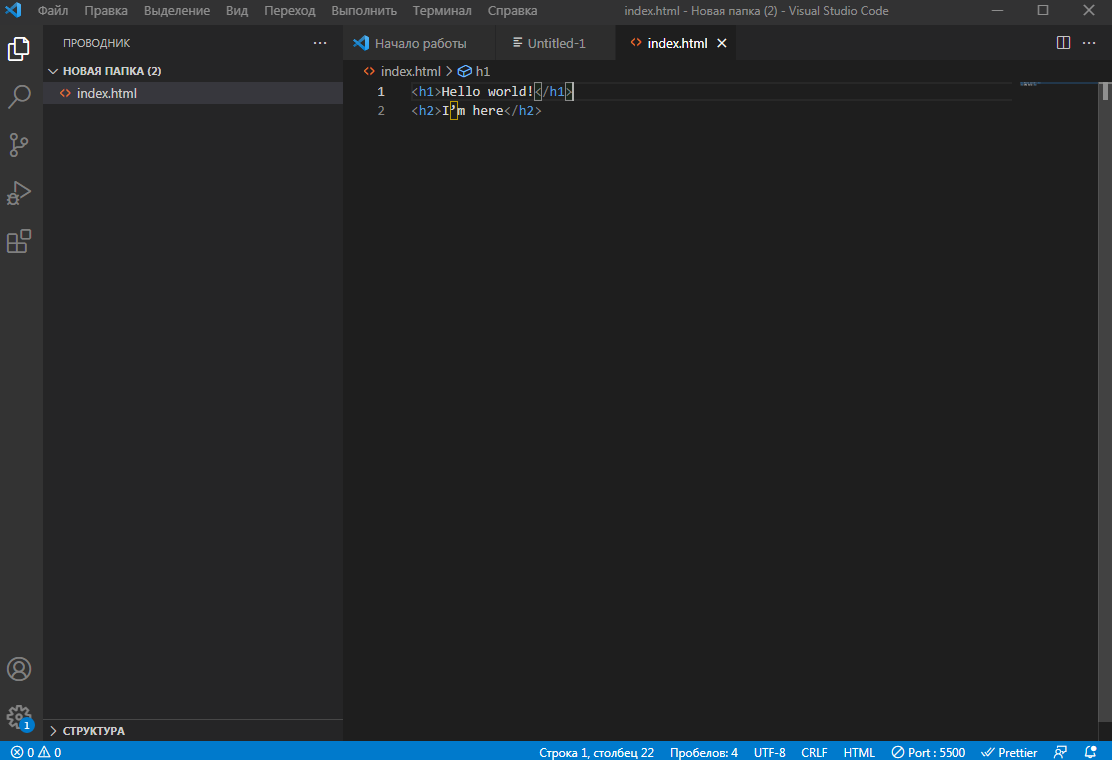 Файл Правка Выделение Вид Переход Выполнить Терминал Справка index.html - Новая папка (2) - Visual Studio Code
ПРОВОДНИК
Начало работы Untitled-1 index.html
НОВАЯ ПАПКА (2)
index.html > h1
index.html
1 <h1>Hello world!</h1>
2 <h2>I’m here</h2>
1
СТРУКТУРА
0 0 Строка 1, столбец 22 Пробелов: 4 UTF-8 CRLF HTML Port : 5500 Prettier